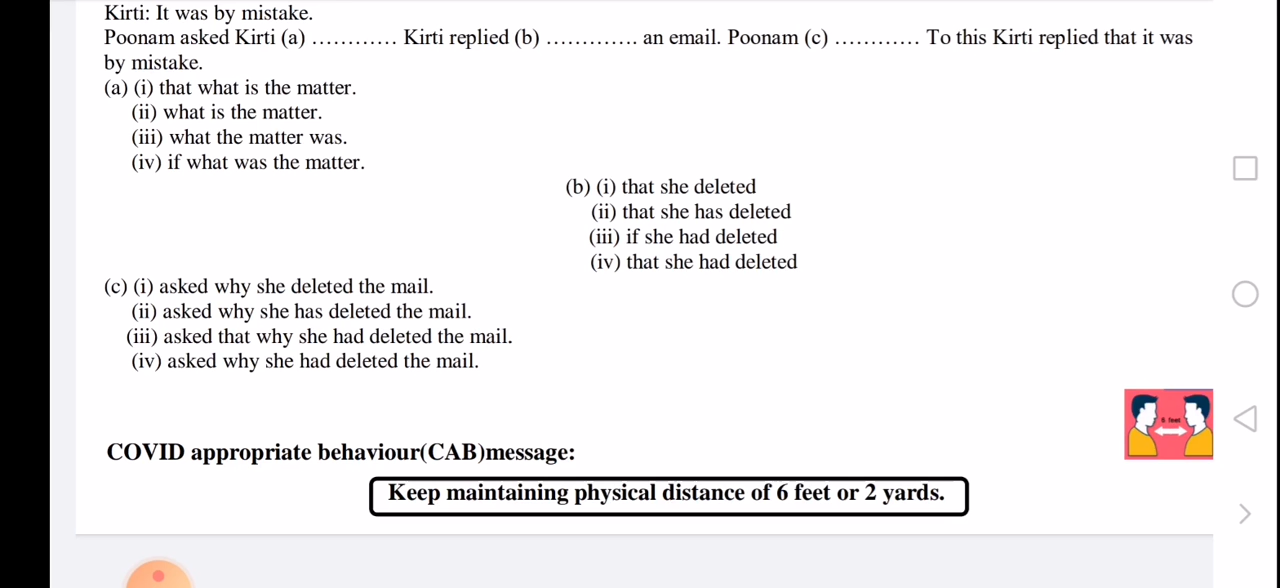 Kirti: It was by mistake.
Poonam asked Kirti (a) ………… Kirti replied (b) …………. an email. Poonam (c) ………… To this Kirti replied that it was
by mistake.
(a) (i) that what is the matter.
(ii) what is the matter.
(iii) what the matter was.
(iv) if what was the matter.
(b) (i) that she deleted
(ii) that she has deleted
(iii) if she had deleted
(iv) that she had deleted
(c) (i) asked why she deleted the mail.
(ii) asked why she has deleted the mail.
(iii) asked that why she had deleted the mail.
(iv) asked why she had deleted the mail.
6 feet
COVID appropriate behaviour(CAB)message:
Keep maintaining physical distance of 6 feet or 2 yards.